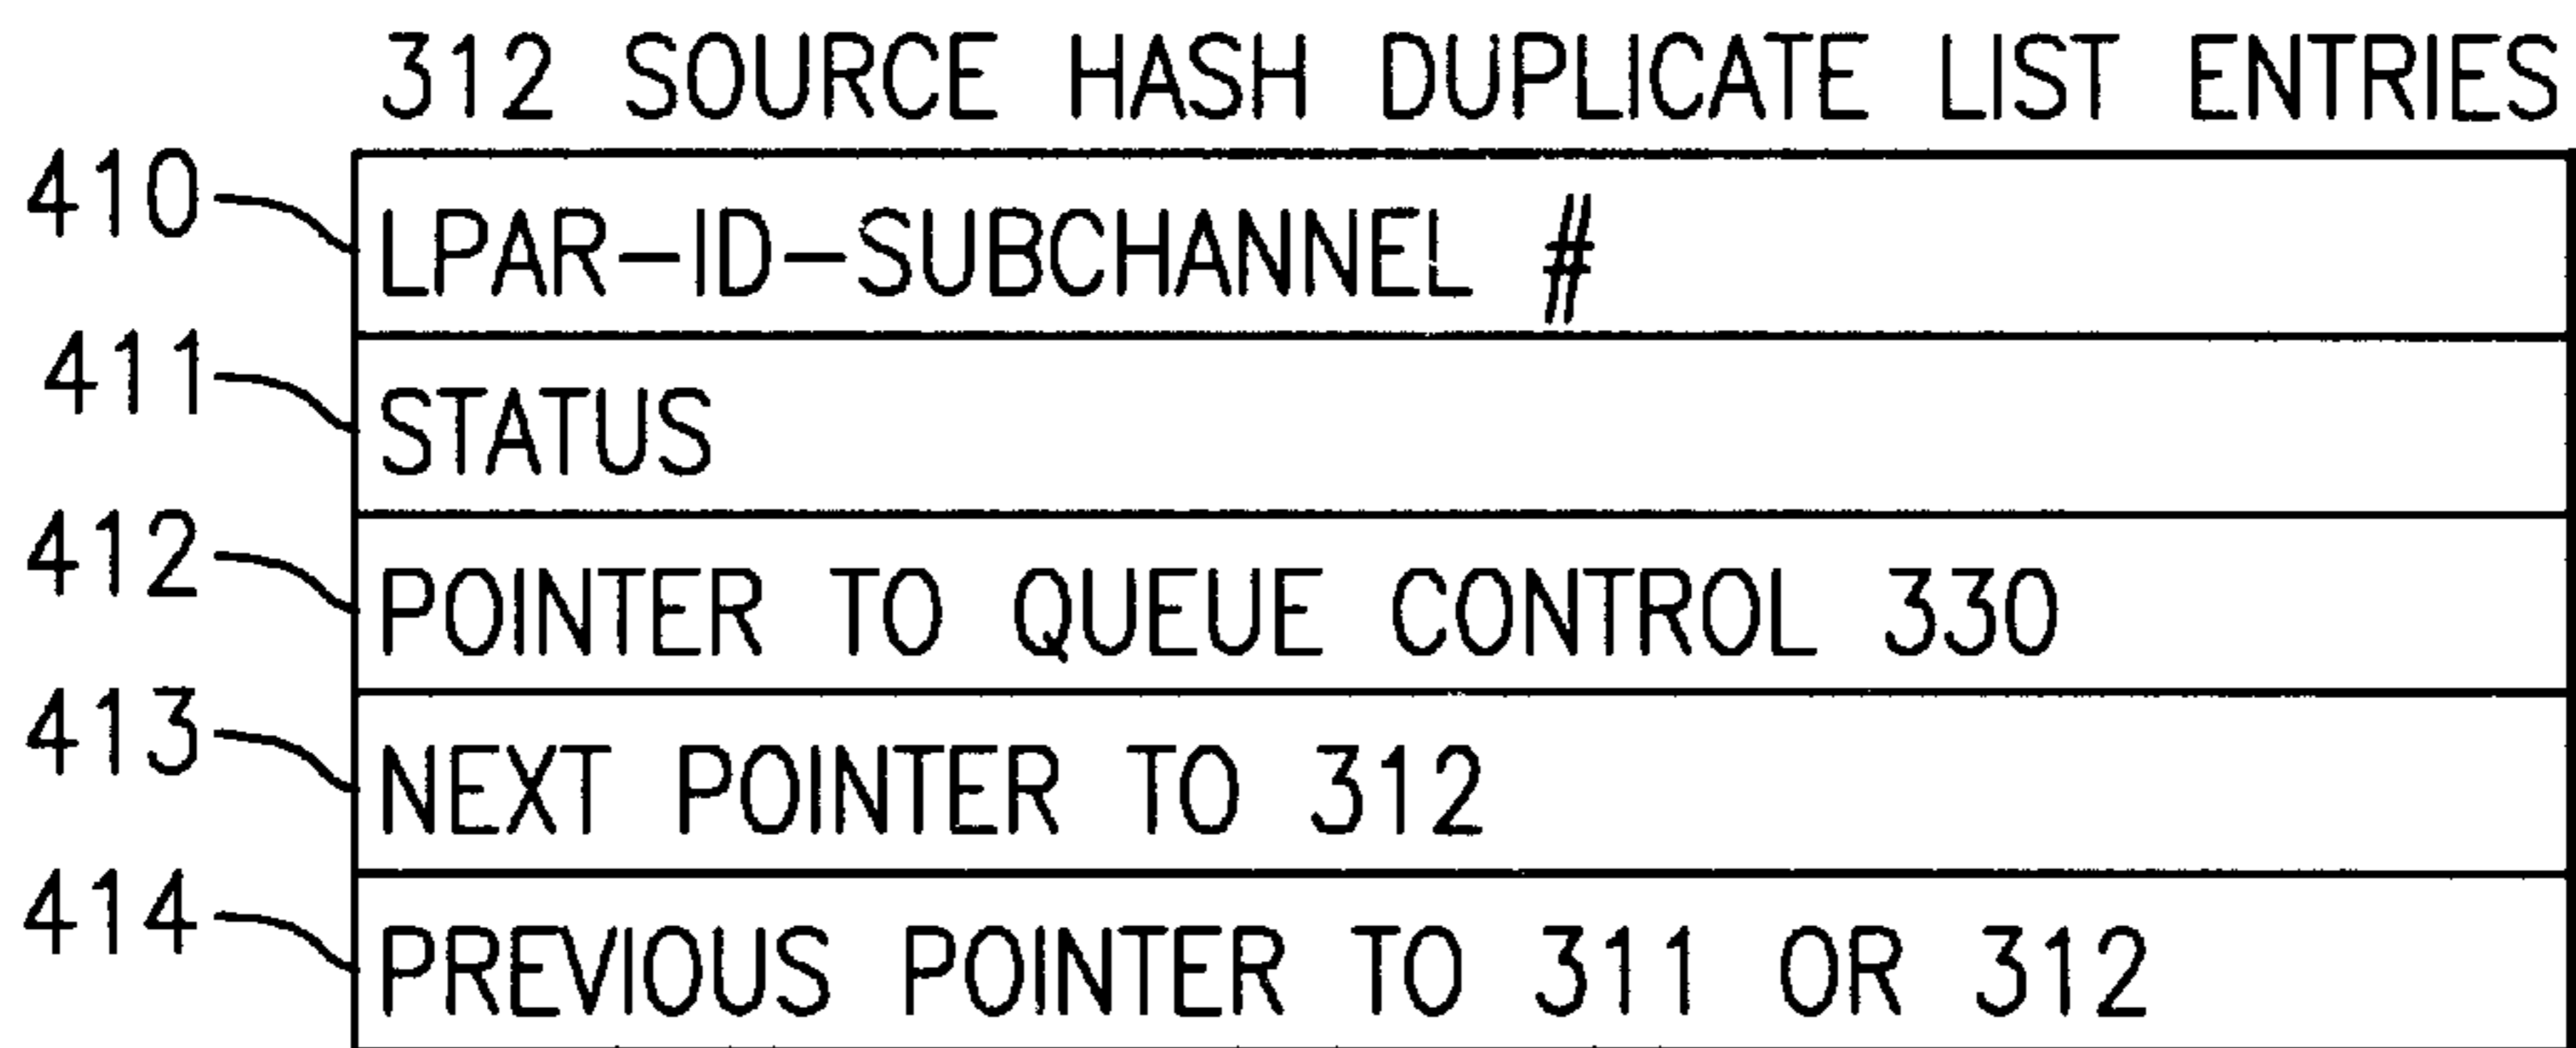 312 SOURCE HASH DUPLICATE LIST ENTRIES
410 LPAR-ID-SUBCHANNEL #
411 STATUS
412 POINTER TO QUEUE CONTROL 330
413 NEXT POINTER TO 312
414 PREVIOUS POINTER TO 311 OR 312